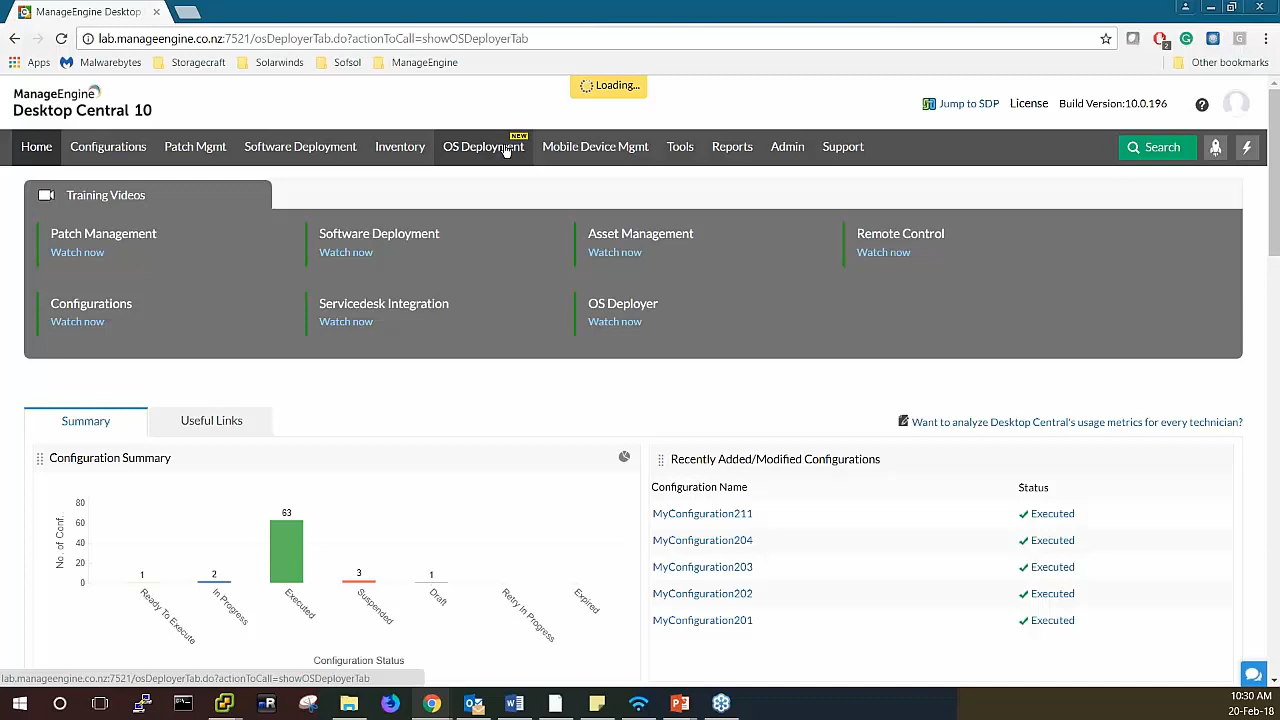 ManageEngine Desktop
lab.manageengine.co.nz:7521/osDeployerTab.do?actionToCall=showOSDeployerTab
Apps Malwarebytes Storagecraft Solarwinds Sofsol ManageEngine Other bookmarks
Loading...
ManageEngine
Desktop Central 10
Jump to SDP License Build Version:10.0.196
NEW
Home Configurations Patch Mgmt Software Deployment Inventory OS Deployment Mobile Device Mgmt Tools Reports Admin Support Search
Training Videos
Patch Management Software Deployment Asset Management Remote Control
Watch now Watch now Watch now Watch now
Configurations Servicedesk Integration OS Deployer
Watch now Watch now Watch now
Summary Useful Links Want to analyze Desktop Central's usage metrics for every technician?
Configuration Summary Recently Added/Modified Configurations
Configuration Name Status
MyConfiguration211 Executed
MyConfiguration204 Executed
MyConfiguration203 Executed
MyConfiguration202 Executed
MyConfiguration201 Executed
No. of Conf.
80
60
40
20
0
1 2 63 3 1
Ready To Execute In Progress Executed Suspended Draft Retry In Progress Expired
Configuration Status
lab.manageengine.co.nz:7521/osDeployerTab.do?actionToCall=showOSDeployerTab
10:30 AM
20-Feb-18